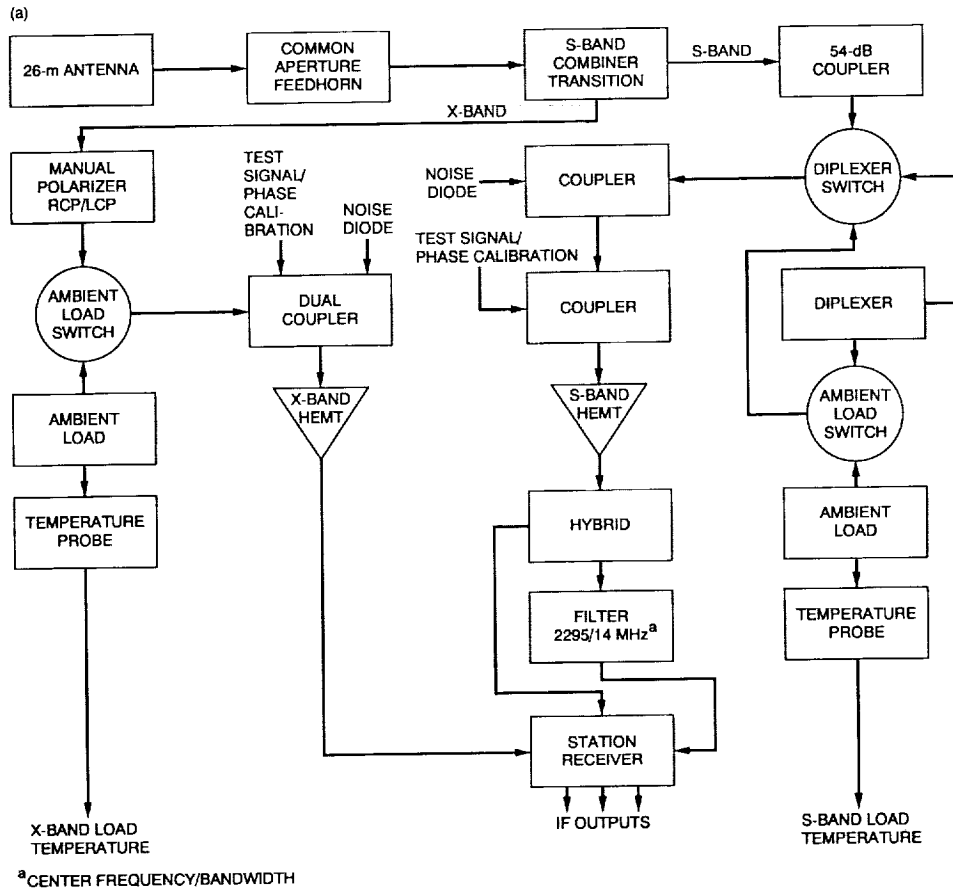 (a)
26-m ANTENNA
COMMON
APERTURE
FEEDHORN
S-BAND
COMBINER
TRANSITION
S-BAND
54-dB
COUPLER
X-BAND
MANUAL
POLARIZER
RCP/LCP
TEST
SIGNAL/
PHASE
CALI-
BRATION
NOISE
DIODE
NOISE
DIODE
COUPLER
DIPLEXER
SWITCH
TEST SIGNAL/
PHASE CALIBRATION
AMBIENT
LOAD
SWITCH
DUAL
COUPLER
COUPLER
DIPLEXER
X-BAND
HEMT
S-BAND
HEMT
AMBIENT
LOAD
SWITCH
AMBIENT
LOAD
TEMPERATURE
PROBE
HYBRID
AMBIENT
LOAD
FILTER
2295/14 MHz^a
TEMPERATURE
PROBE
STATION
RECEIVER
IF OUTPUTS
X-BAND LOAD
TEMPERATURE
S-BAND LOAD
TEMPERATURE
^a CENTER FREQUENCY/BANDWIDTH